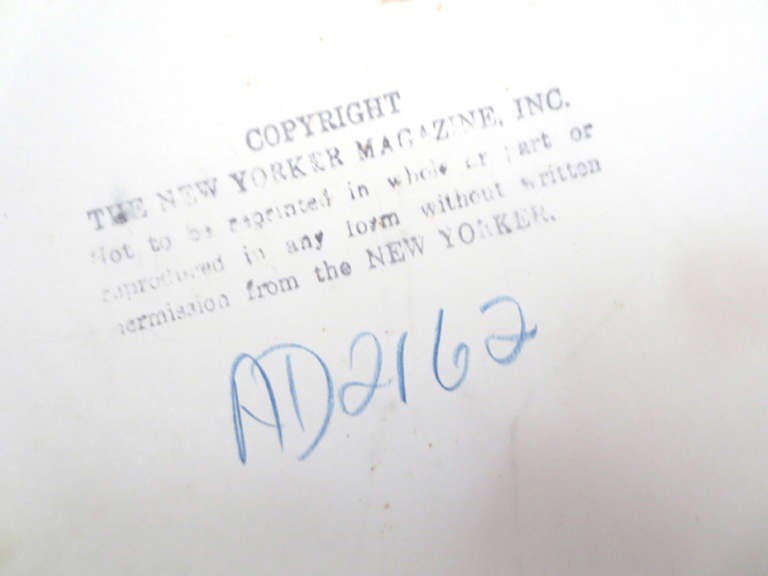 COPYRIGHT
THE NEW YORKER MAGAZINE, INC.
Not to be reprinted in whole or part or
reproduced in any form without written
permission from the NEW YORKER.
AD2162